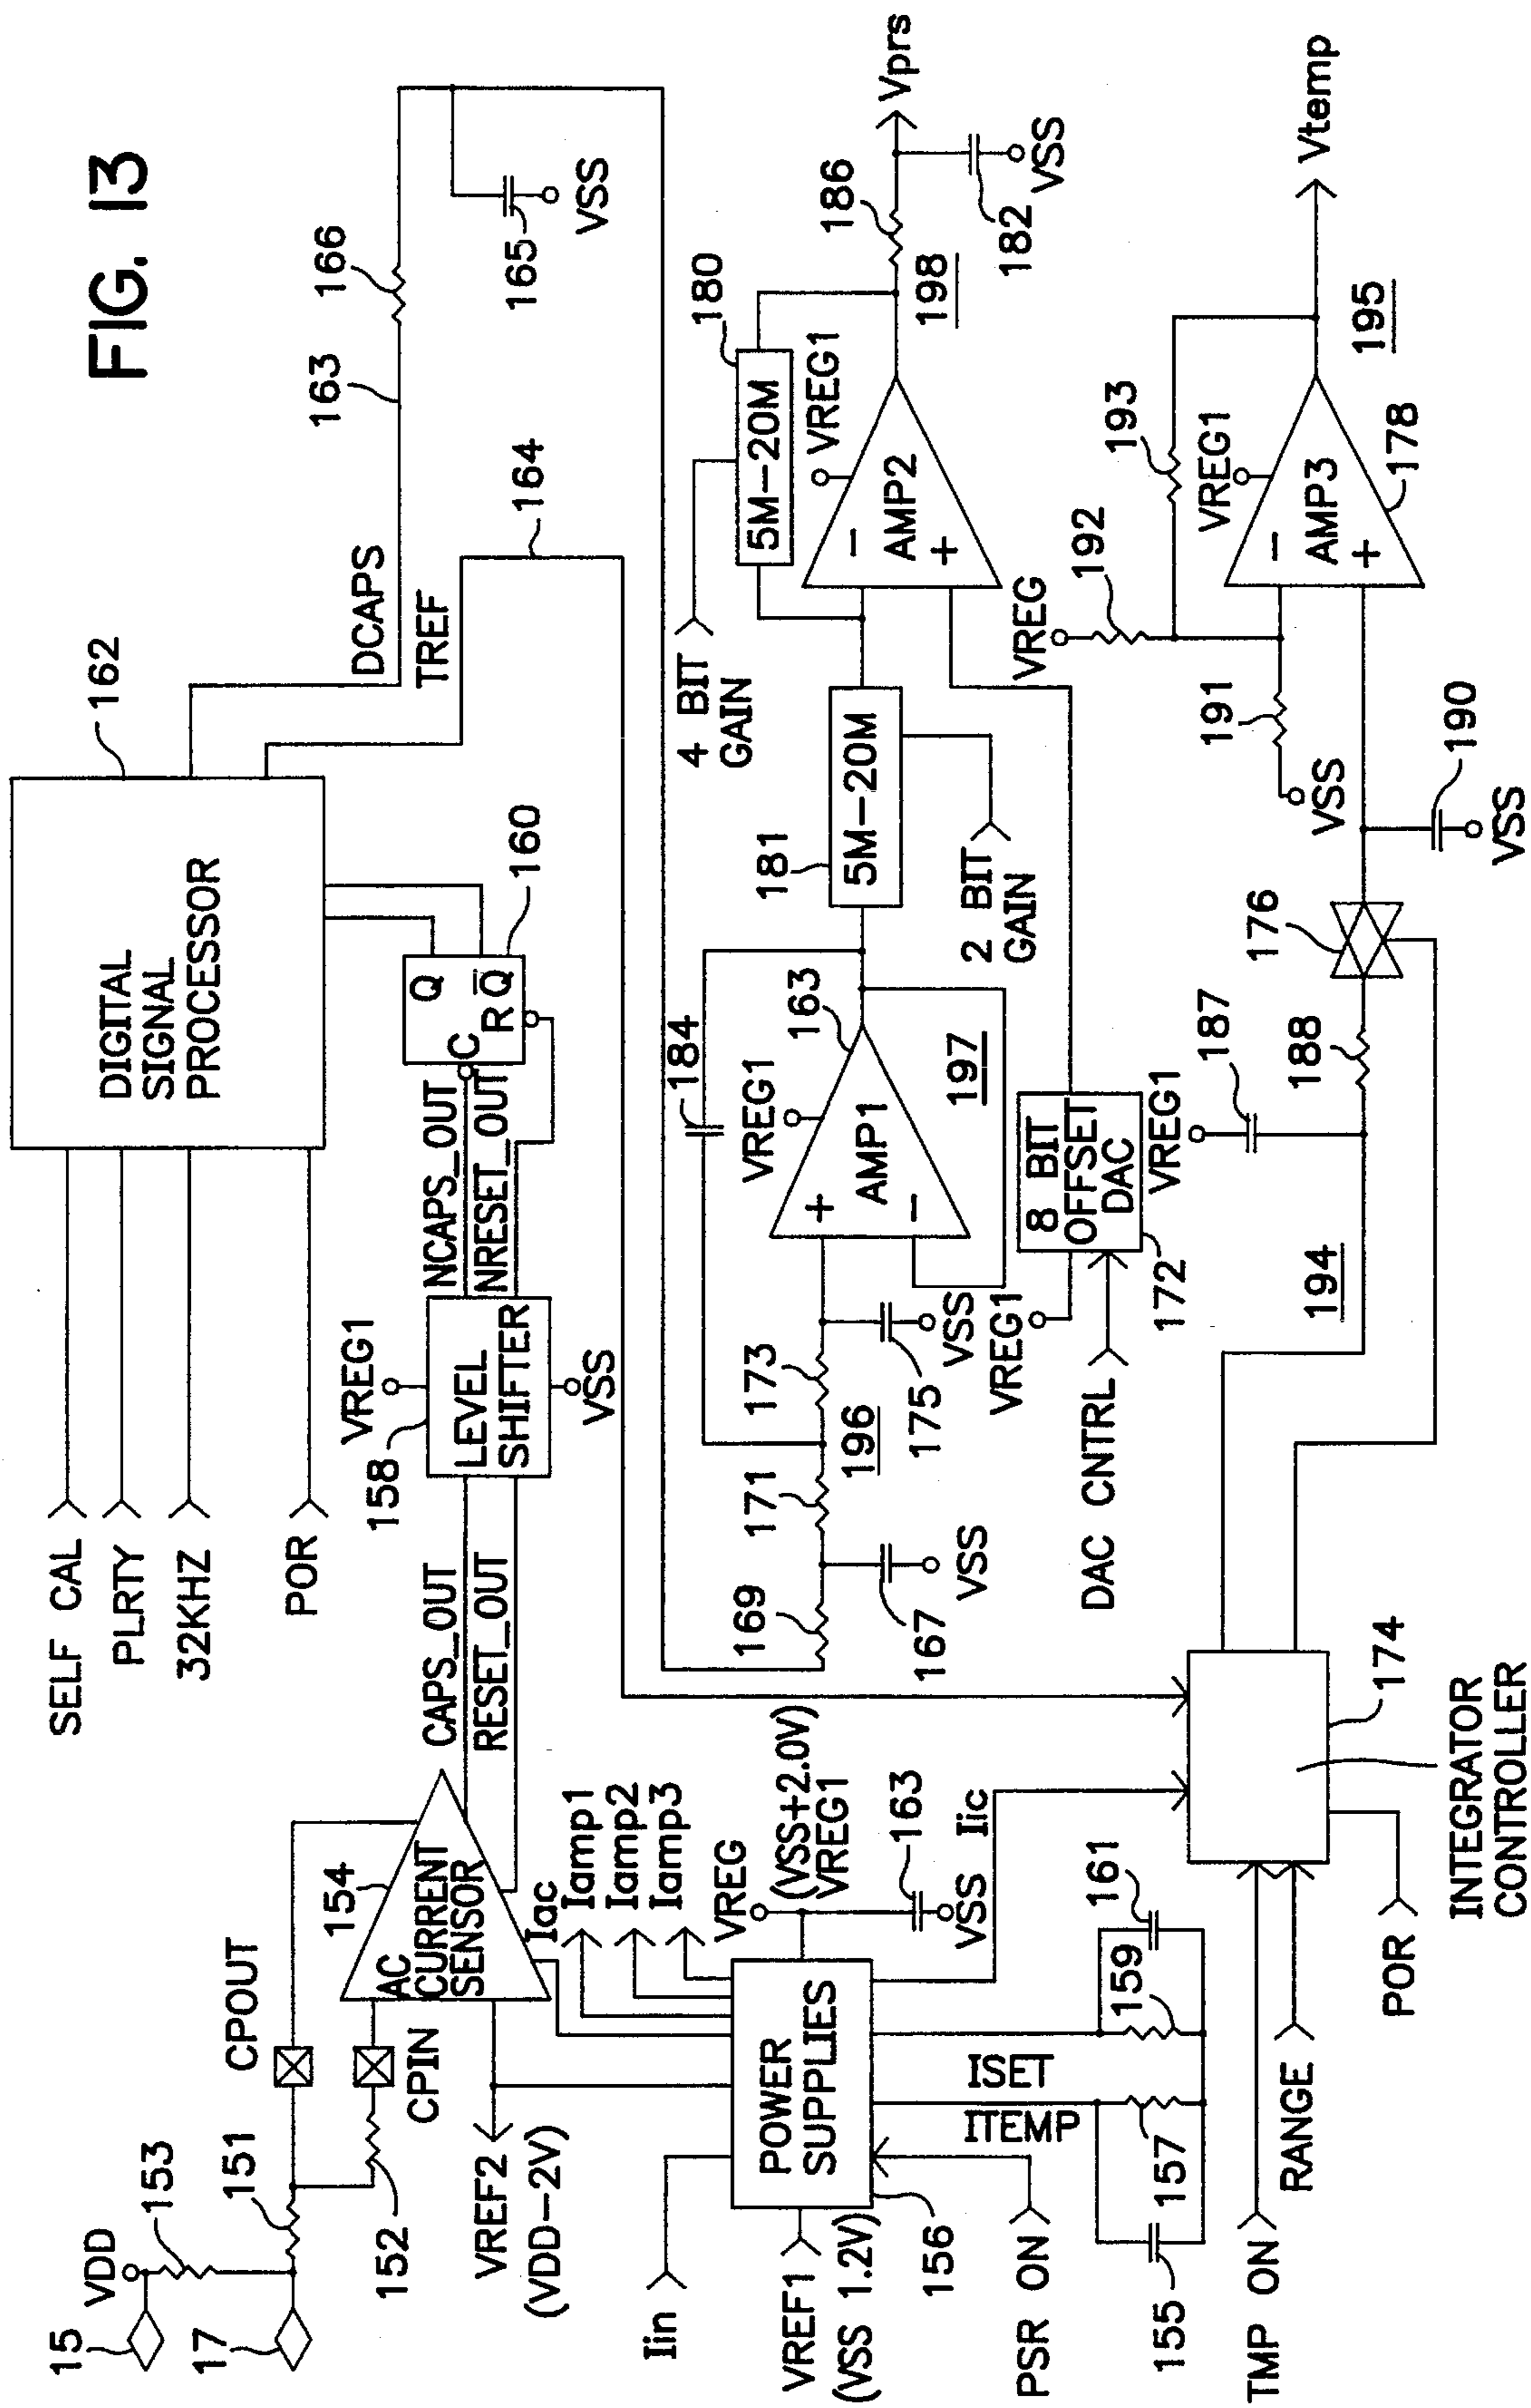 FIG. 13
SELF CAL
PLRTY
32KHZ
POR
DIGITAL
SIGNAL
PROCESSOR
162
DCAPS
TREF
163
166
165
VSS
164
15
17
VDD
153
151
152
CPOUT
CPIN
154
AC
CURRENT
SENSOR
CAPS_OUT
RESET_OUT
158
VREG1
LEVEL
SHIFTER
VSS
NCAPS_OUT
NRESET_OUT
C
R
Q
Q̅
160
VREF2
(VDD-2V)
Iac
Iamp1
Iamp2
Iamp3
Iin
VREF1
(VSS 1.2V)
156
PSR ON
POWER
SUPPLIES
VREG
(VSS+2.0V)
VREG1
163
VSS
Iic
ISET
ITEMP
155
157
159
161
169
167
VSS
171
196
173
175
VSS
184
VREG1
+
AMP1
−
163
197
181
5M-20M
2 BIT
GAIN
4 BIT
GAIN
180
5M-20M
VREG1
−
AMP2
+
198
186
Vprs
182
VSS
VREG1
8 BIT
OFFSET
DAC
172
DAC CNTRL
TMP ON
RANGE
POR
174
INTEGRATOR
CONTROLLER
194
VREG1
187
188
176
190
VSS
191
VSS
VREG
192
193
VREG1
−
AMP3
+
178
195
Vtemp